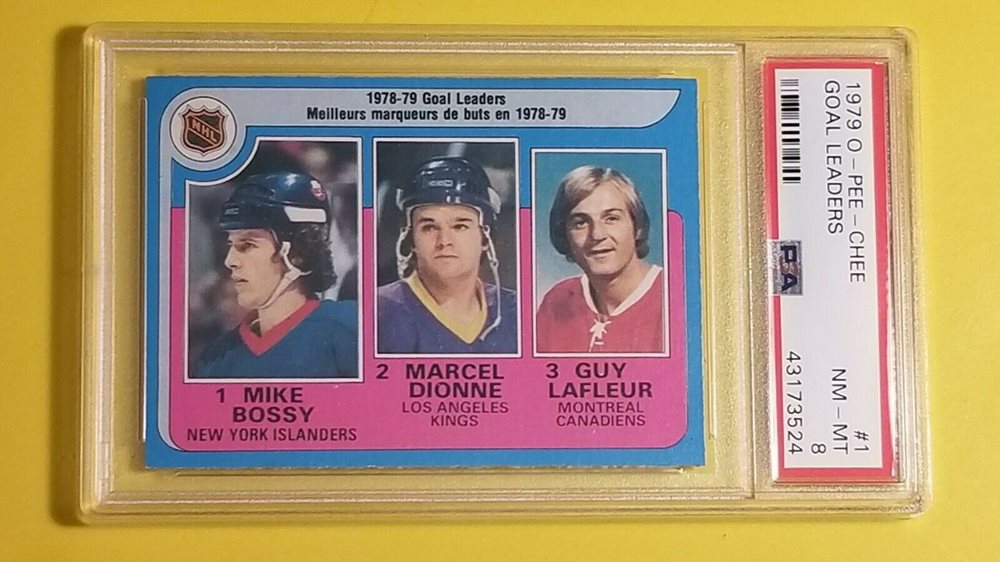 1978-79 Goal Leaders
Meilleurs marqueurs de buts en 1978-79
NHL
1 MIKE
BOSSY
NEW YORK ISLANDERS
2 MARCEL
DIONNE
LOS ANGELES
KINGS
3 GUY
LAFLEUR
MONTREAL
CANADIENS
1979 O-PEE-CHEE
GOAL LEADERS
#1
NM-MT
8
43173524